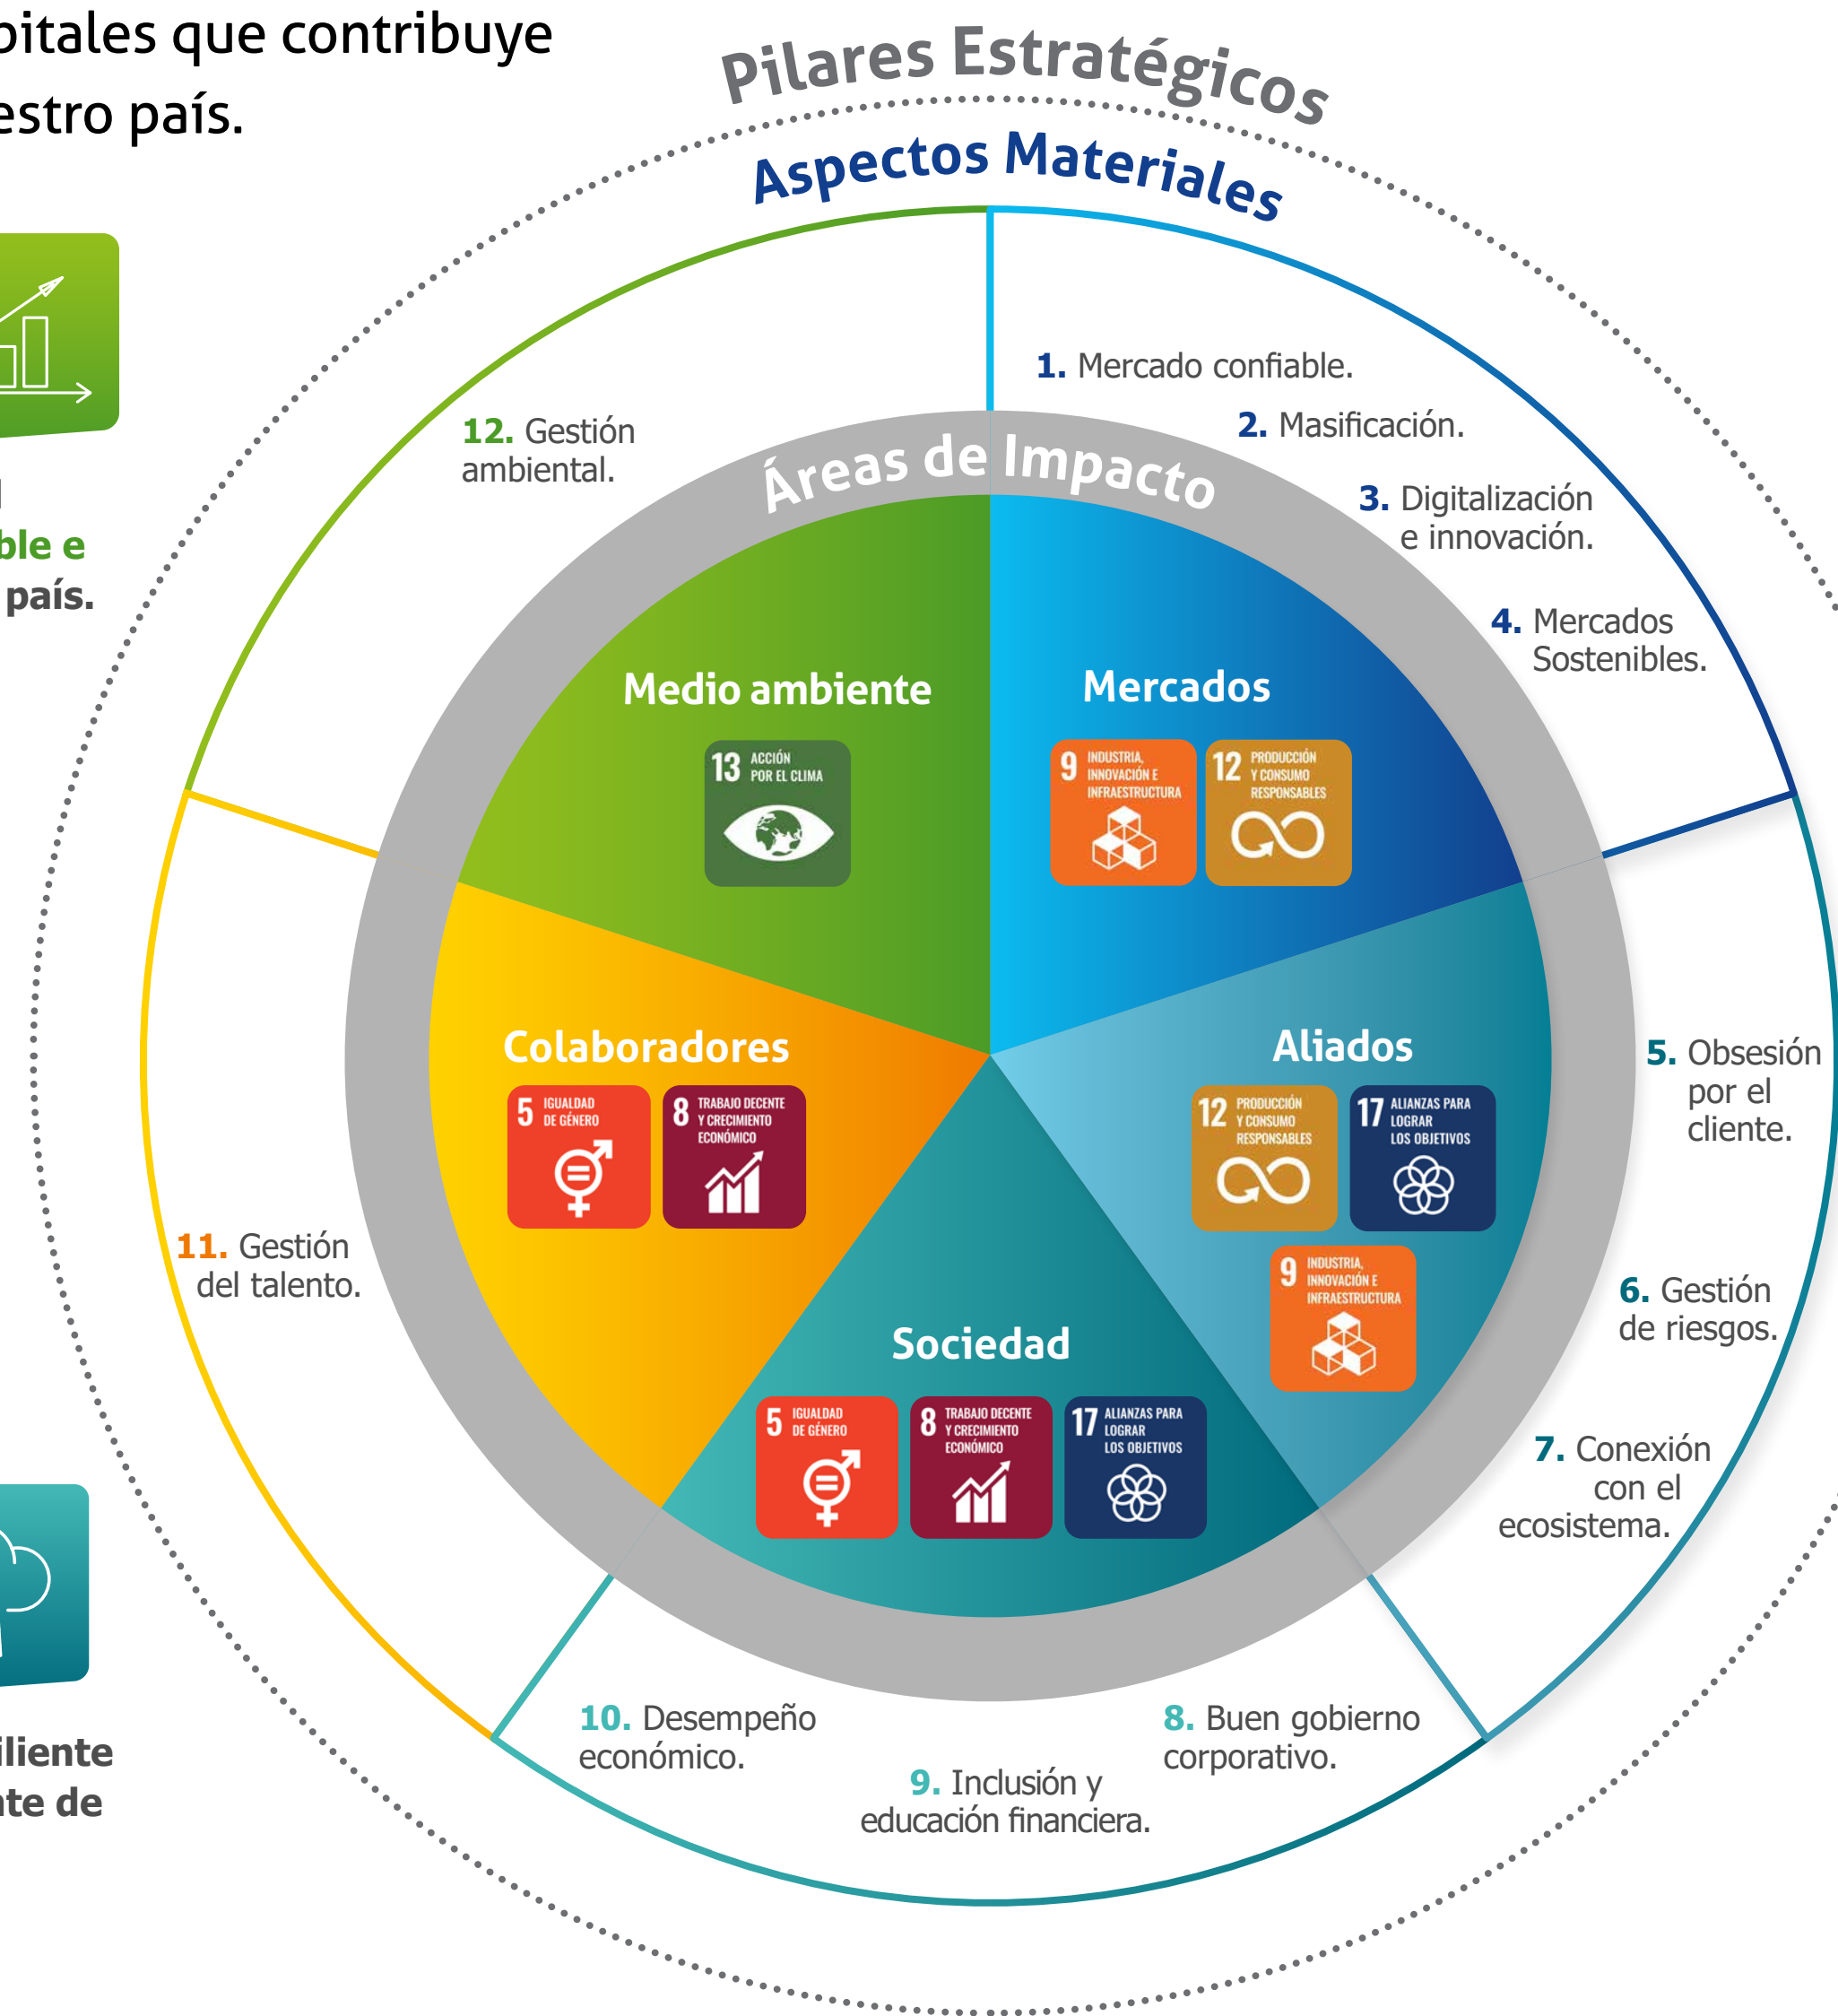 que contribuye
país.
Pilares Estratégicos
Aspectos Materiales
país.
Áreas de Impacto
1. Mercado confiable.
2. Masificación.
3. Digitalización
e innovación.
4. Mercados
Sostenibles.
5. Obsesión
por el
cliente.
6. Gestión
de riesgos.
7. Conexión
con el
ecosistema.
8. Buen gobierno
corporativo.
9. Inclusión y
educación financiera.
10. Desempeño
económico.
11. Gestión
del talento.
12. Gestión
ambiental.
Medio ambiente
13 ACCIÓN
POR EL CLIMA
Mercados
9 INDUSTRIA,
INNOVACIÓN E
INFRAESTRUCTURA
12 PRODUCCIÓN
Y CONSUMO
RESPONSABLES
Colaboradores
5 IGUALDAD
DE GÉNERO
8 TRABAJO DECENTE
Y CRECIMIENTO
ECONÓMICO
Aliados
12 PRODUCCIÓN
Y CONSUMO
RESPONSABLES
17 ALIANZAS PARA
LOGRAR
LOS OBJETIVOS
9 INDUSTRIA,
INNOVACIÓN E
INFRAESTRUCTURA
Sociedad
5 IGUALDAD
DE GÉNERO
8 TRABAJO DECENTE
Y CRECIMIENTO
ECONÓMICO
17 ALIANZAS PARA
LOGRAR
LOS OBJETIVOS
de